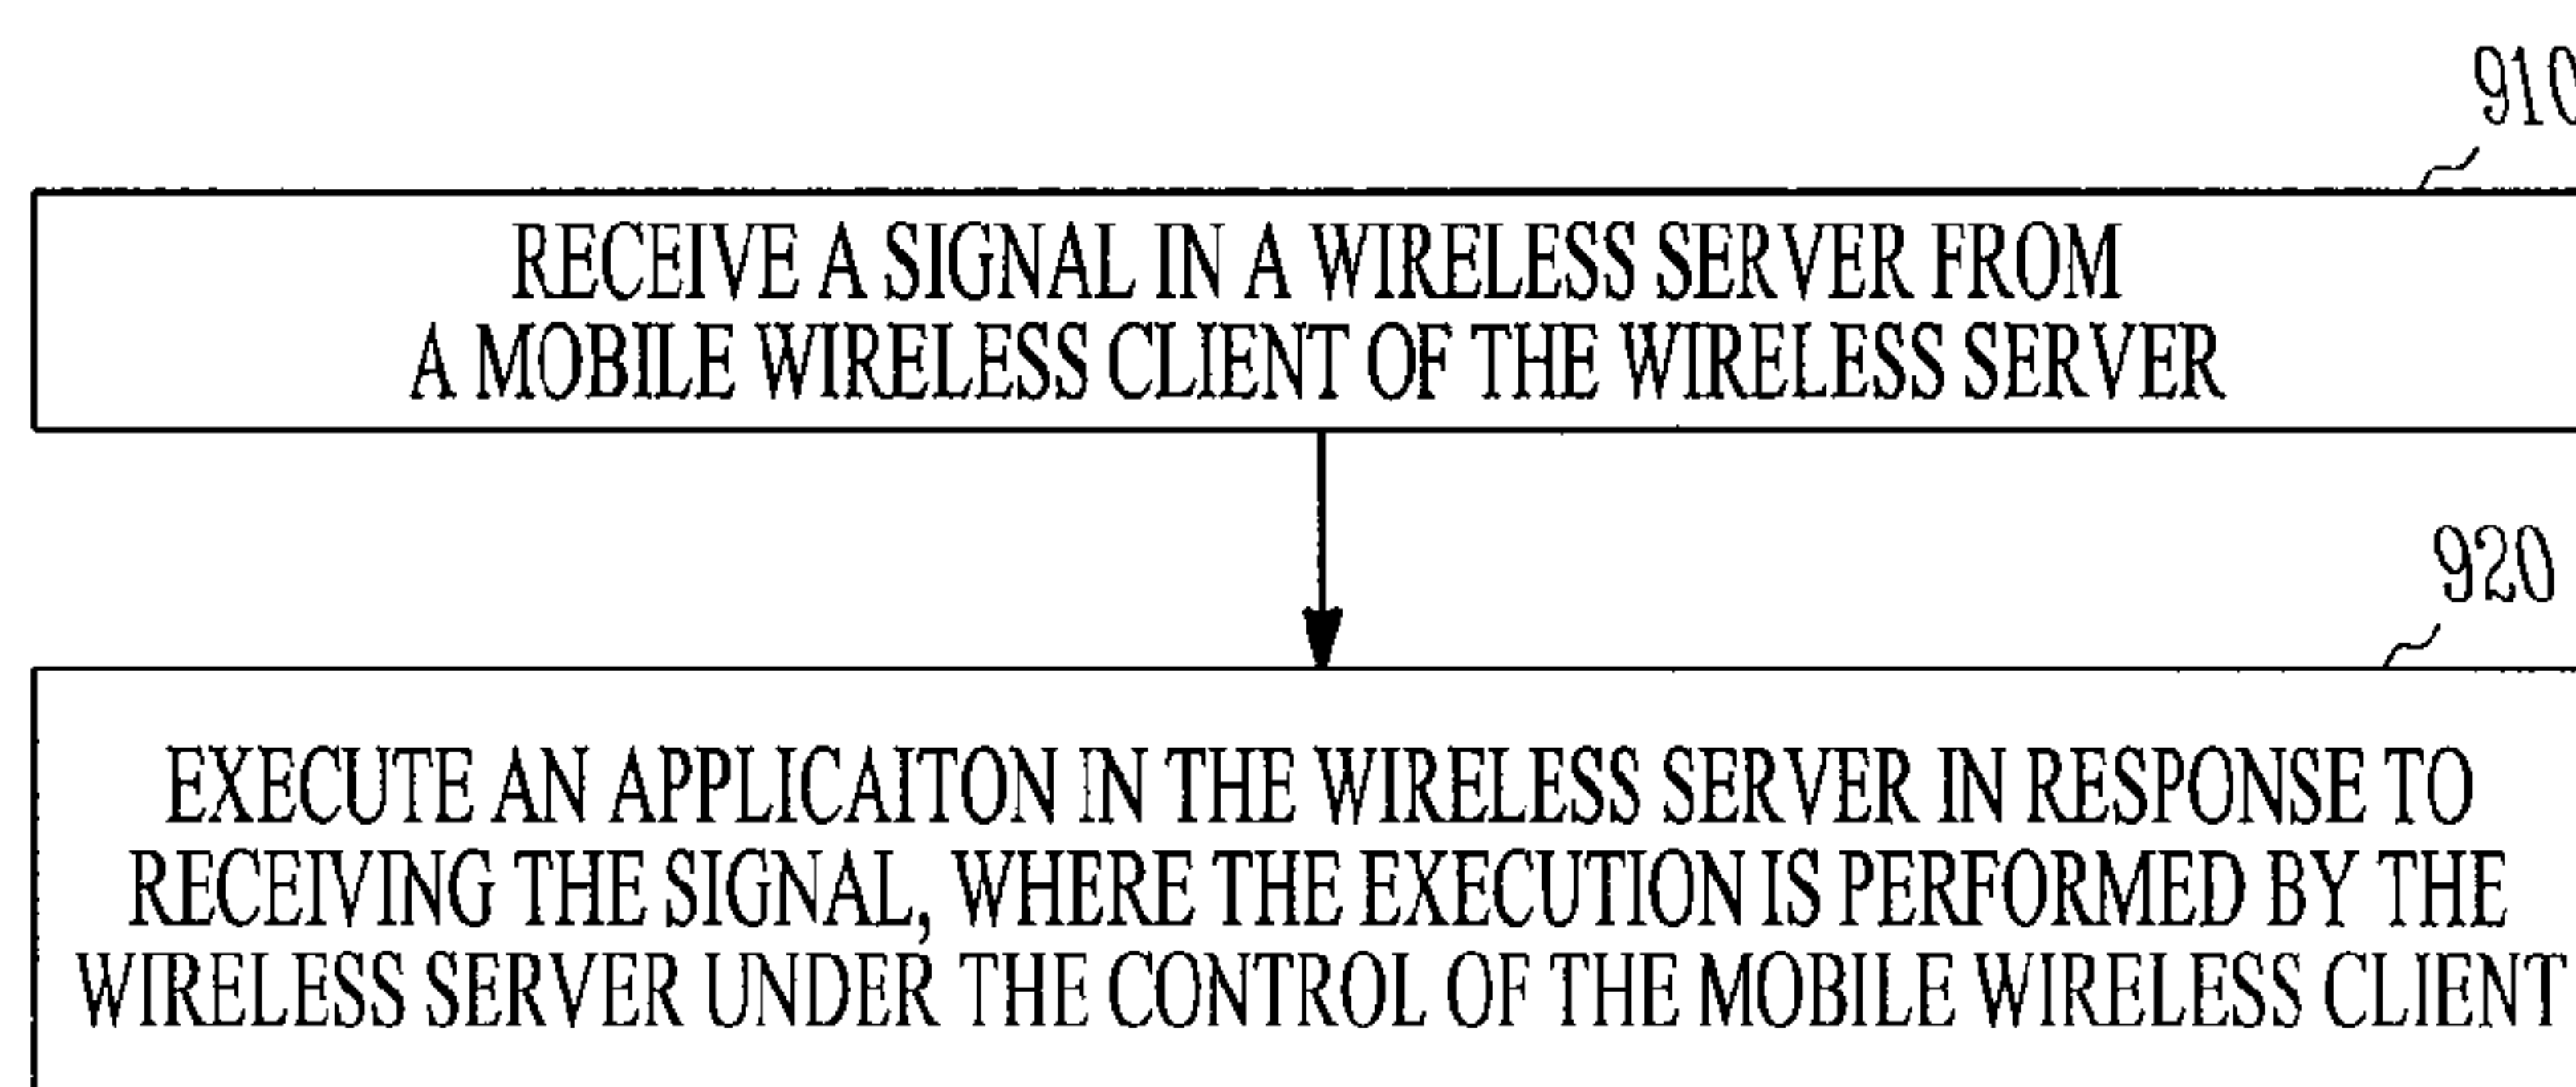 910
RECEIVE A SIGNAL IN A WIRELESS SERVER FROM
A MOBILE WIRELESS CLIENT OF THE WIRELESS SERVER
920
EXECUTE AN APPLICAITON IN THE WIRELESS SERVER IN RESPONSE TO
RECEIVING THE SIGNAL, WHERE THE EXECUTION IS PERFORMED BY THE
WIRELESS SERVER UNDER THE CONTROL OF THE MOBILE WIRELESS CLIENT